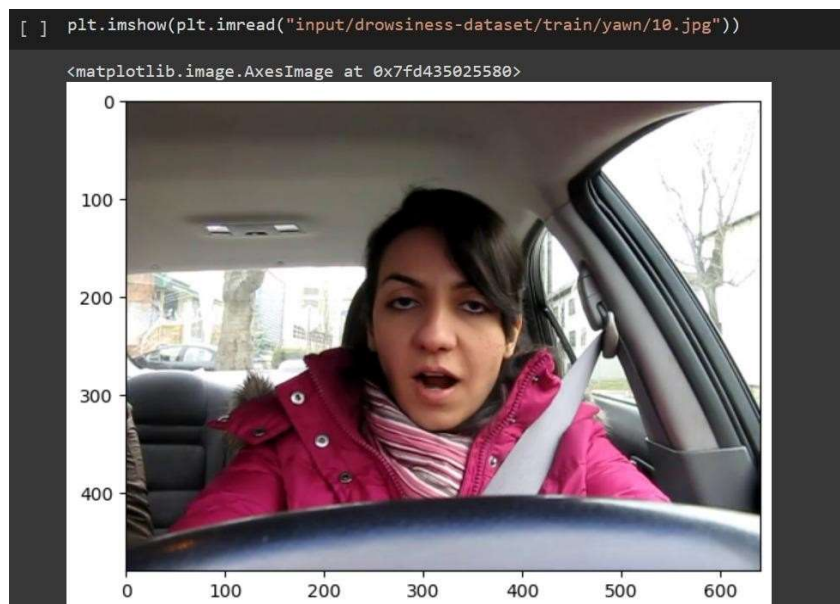 [ ] plt.imshow(plt.imread("input/drowsiness-dataset/train/yawn/10.jpg"))
<matplotlib.image.AxesImage at 0x7fd435025580>
0
100
200
300
400
0 100 200 300 400 500 600